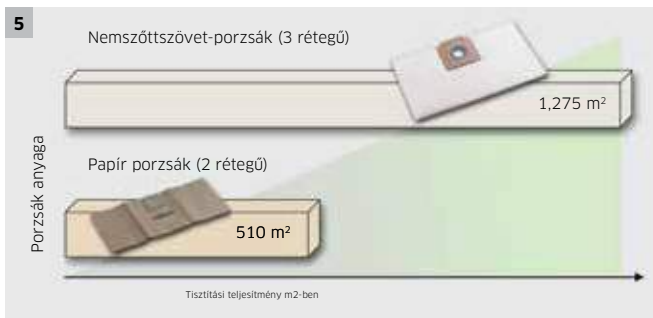 5
Nemszőttszövet-porzsák (3 rétegű)
1,275 m²
Porzsák anyaga
Papír porzsák (2 rétegű)
510 m²
Tisztítási teljesítmény m2-ben